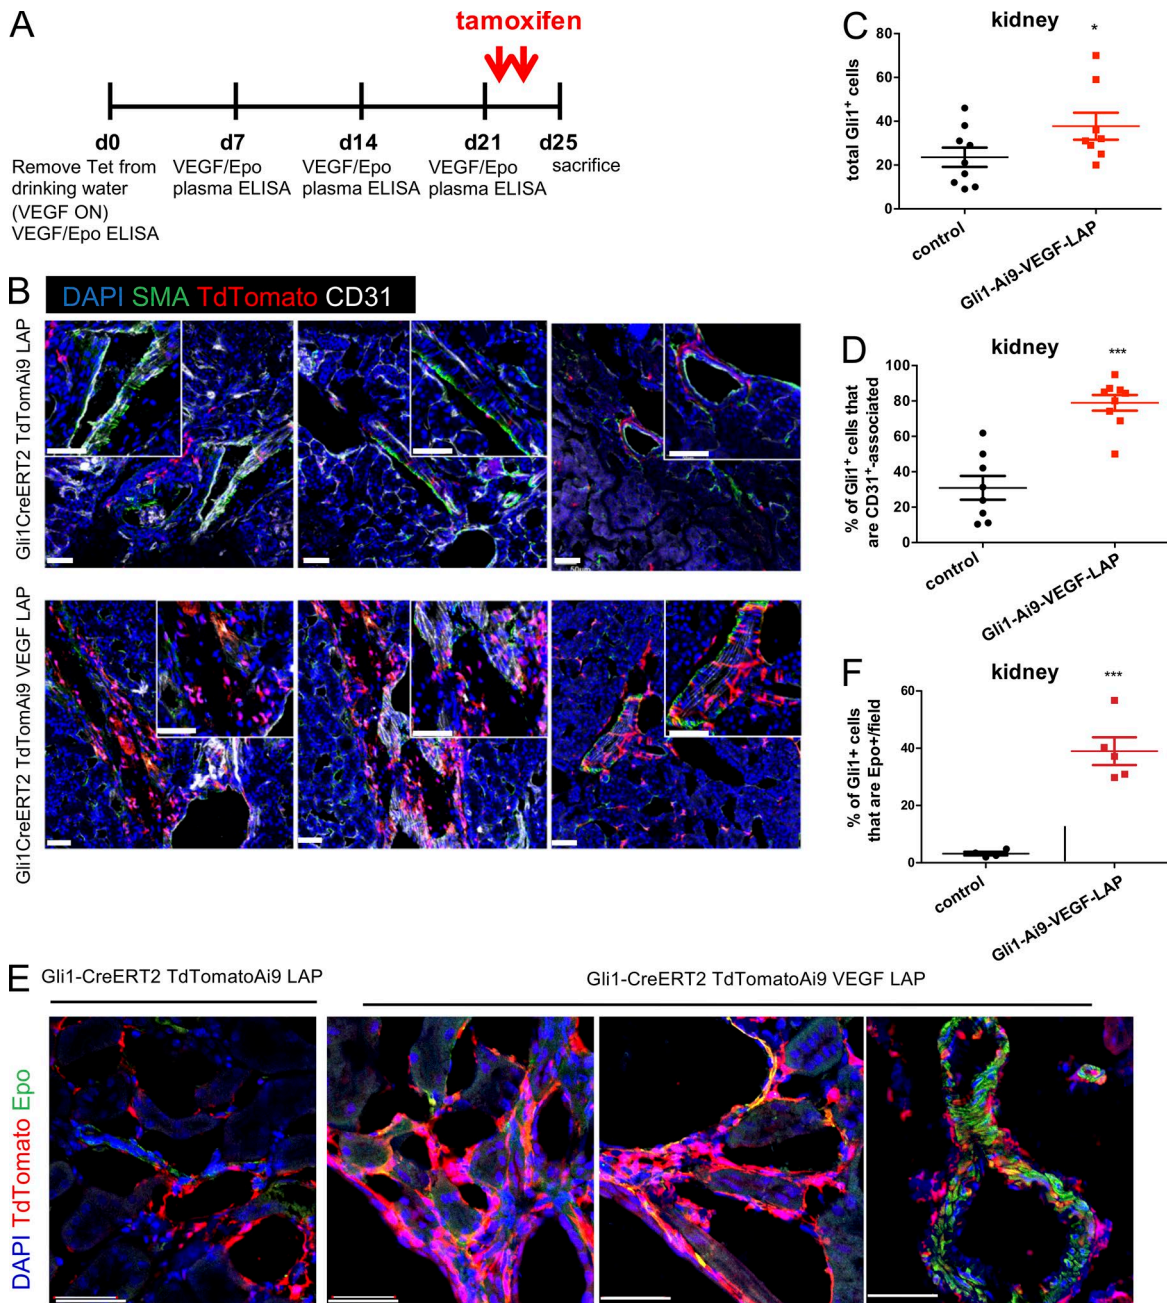 A
tamoxifen
d0
d7
d14
d21
d25
Remove Tet from
drinking water
(VEGF ON)
VEGF/Epo ELISA
VEGF/Epo
plasma ELISA
VEGF/Epo
plasma ELISA
VEGF/Epo
plasma ELISA
sacrifice
B
DAPI SMA TdTomato CD31
Gli1CreERT2 TdTomAi9 LAP
Gli1CreERT2 TdTomAi9 VEGF LAP
C
kidney
*
total Gli1+ cells
80
60
40
20
0
control
Gli1-Ai9-VEGF-LAP
D
kidney
***
% of Gli1+ cells that
are CD31+-associated
100
80
60
40
20
0
control
Gli1-Ai9-VEGF-LAP
F
kidney
***
% of Gli1+ cells
that are Epo+/field
60
40
20
0
control
Gli1-Ai9-VEGF-LAP
E
Gli1-CreERT2 TdTomatoAi9 LAP
Gli1-CreERT2 TdTomatoAi9 VEGF LAP
DAPI TdTomato Epo